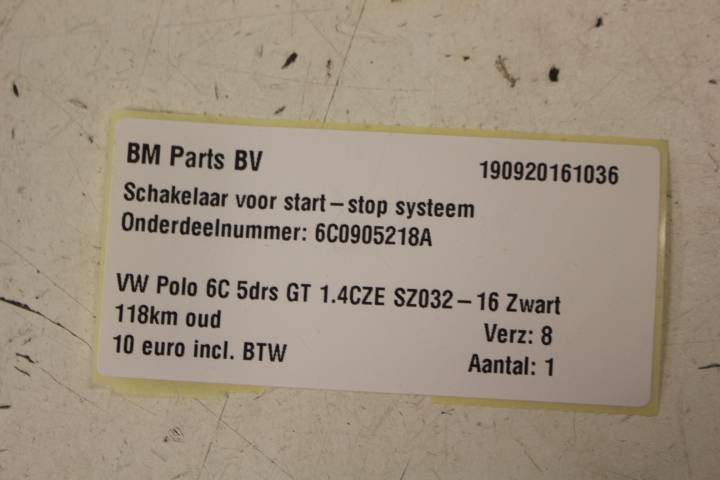 BM Parts BV 190920161036
Schakelaar voor start-stop systeem
Onderdeelnummer: 6C0905218A
VW Polo 6C 5drs GT 1.4CZE SZ032-16 Zwart
118km oud Verz: 8
10 euro incl. BTW Aantal: 1